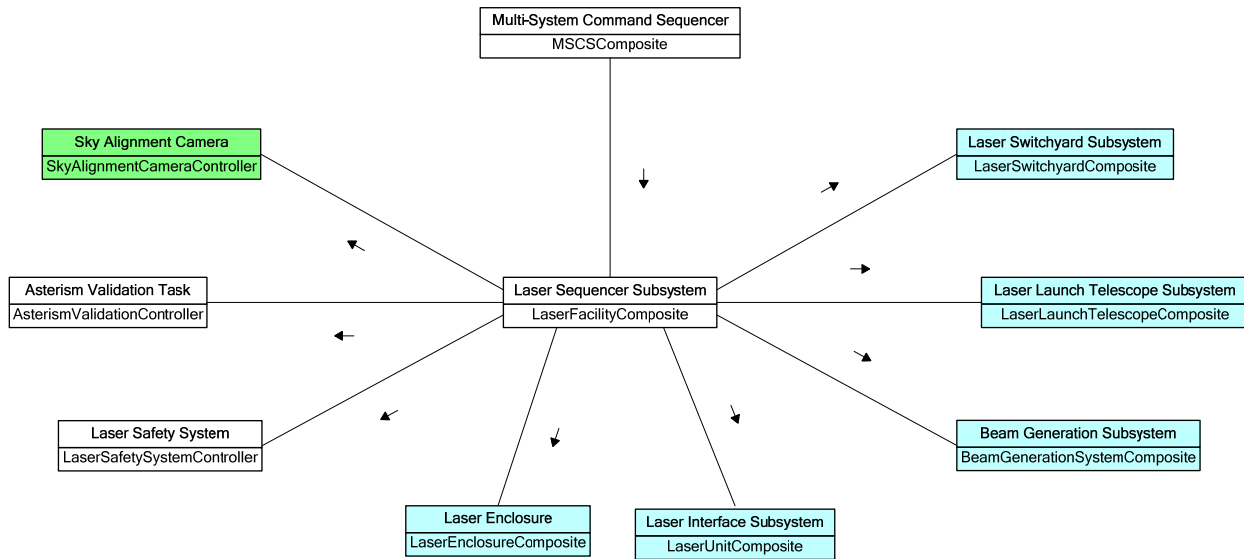 Multi-System Command Sequencer
MSCSComposite
Sky Alignment Camera
SkyAlignmentCameraController
Laser Switchyard Subsystem
LaserSwitchyardComposite
Asterism Validation Task
AsterismValidationController
Laser Sequencer Subsystem
LaserFacilityComposite
Laser Launch Telescope Subsystem
LaserLaunchTelescopeComposite
Laser Safety System
LaserSafetySystemController
Beam Generation Subsystem
BeamGenerationSystemComposite
Laser Enclosure
LaserEnclosureComposite
Laser Interface Subsystem
LaserUnitComposite